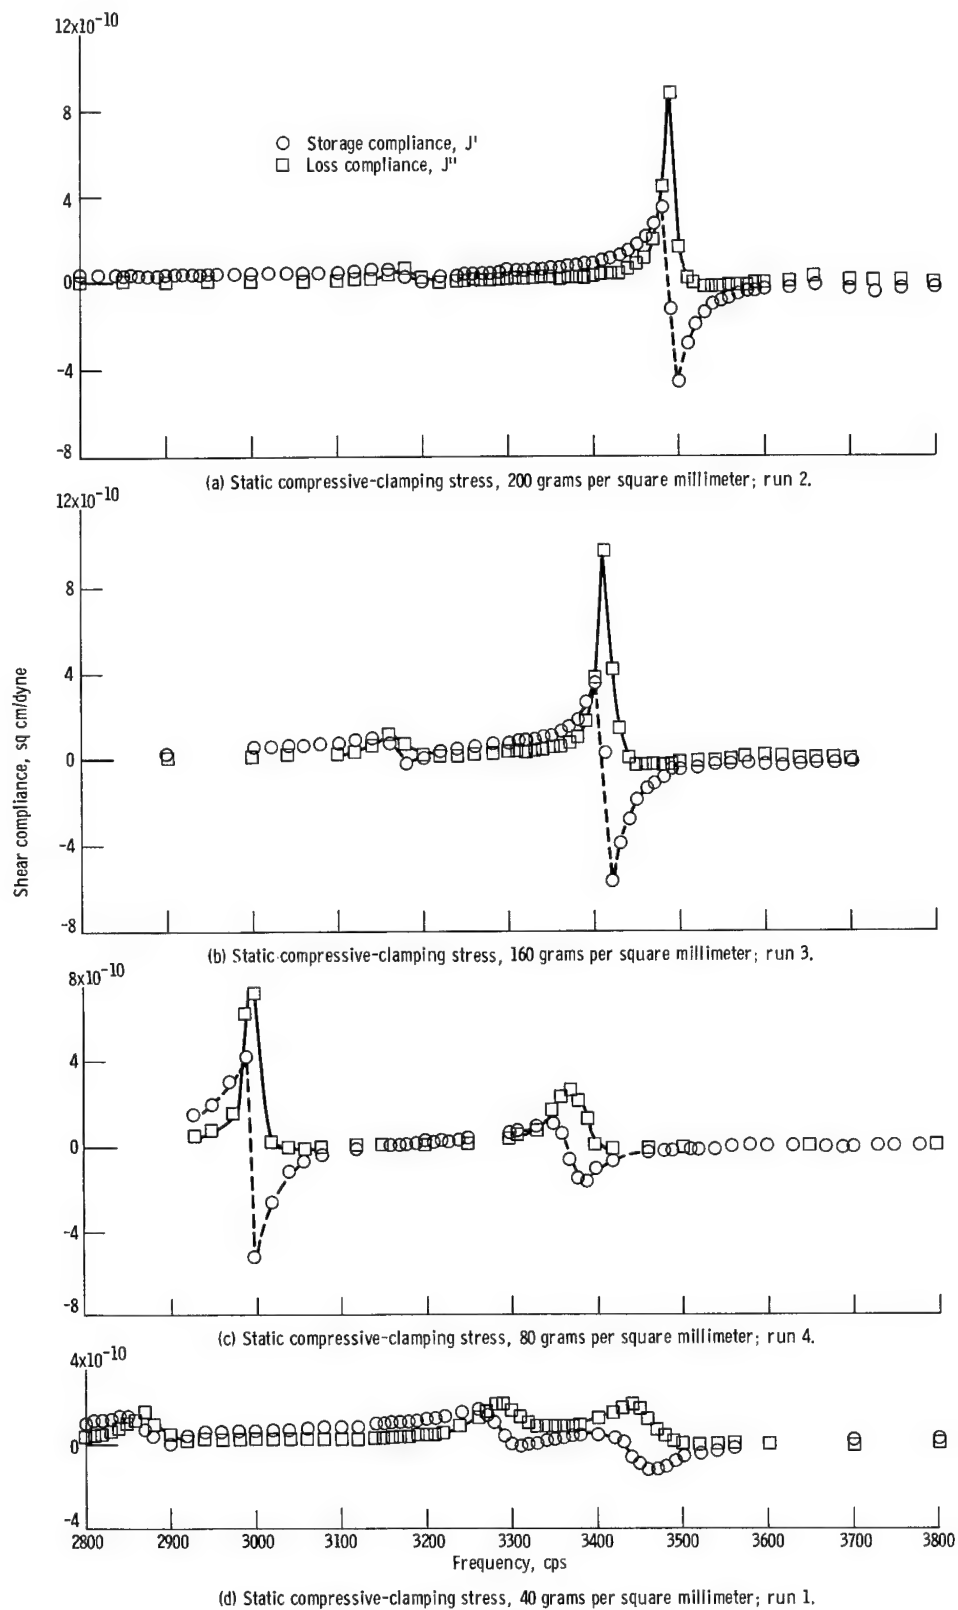 12x10⁻¹⁰
8
4
0
-4
-8
Storage compliance, J'
Loss compliance, J"
(a) Static compressive-clamping stress, 200 grams per square millimeter; run 2.
12x10⁻¹⁰
8
4
0
-4
-8
Shear compliance, sq cm/dyne
(b) Static compressive-clamping stress, 160 grams per square millimeter; run 3.
8x10⁻¹⁰
4
0
-4
-8
(c) Static compressive-clamping stress, 80 grams per square millimeter; run 4.
4x10⁻¹⁰
0
-4
2800 2900 3000 3100 3200 3300 3400 3500 3600 3700 3800
Frequency, cps
(d) Static compressive-clamping stress, 40 grams per square millimeter; run 1.